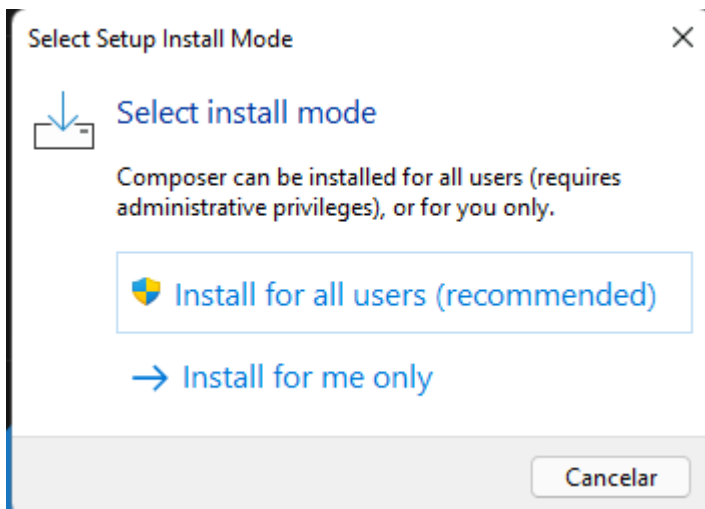 Select Setup Install Mode
Select install mode
Composer can be installed for all users (requires
administrative privileges), or for you only.
Install for all users (recommended)
Install for me only
Cancelar